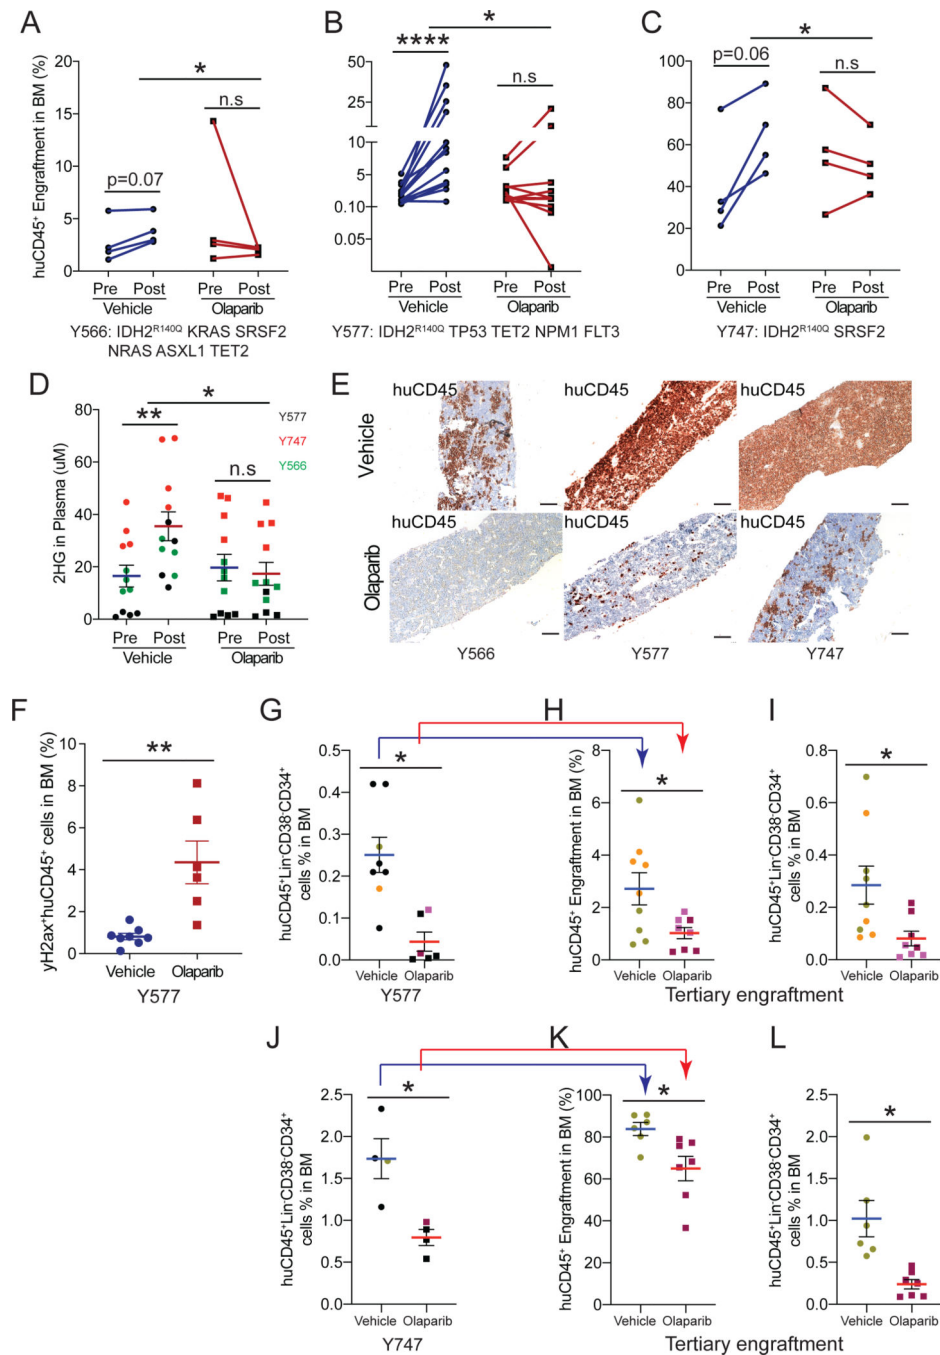 A
B
C
huCD45⁺ Engraftment in BM (%)
20
15
10
5
0
*
n.s
p=0.07
Pre Post Pre Post
Vehicle Olaparib
Y566: IDH2ᴿ¹⁴⁰Q KRAS SRSF2
NRAS ASXL1 TET2
50
25
10
5
0.10
0.05
****
*
n.s
Pre Post Pre Post
Vehicle Olaparib
Y577: IDH2ᴿ¹⁴⁰Q TP53 TET2 NPM1 FLT3
100
80
60
40
20
0
*
p=0.06
n.s
Pre Post Pre Post
Vehicle Olaparib
Y747: IDH2ᴿ¹⁴⁰Q SRSF2
D
2HG in Plasma (uM)
80
60
40
20
0
*
**
n.s
Y577
Y747
Y566
Pre Post Pre Post
Vehicle Olaparib
E
Vehicle
huCD45 huCD45 huCD45
Olaparib
huCD45 huCD45 huCD45
Y566 Y577 Y747
F
yH2ax⁺huCD45⁺ cells in BM (%)
10
8
6
4
2
0
**
Vehicle Olaparib
Y577
G
huCD45⁺Lin⁻CD38⁻CD34⁺
cells % in BM
0.5
0.4
0.3
0.2
0.1
0.0
*
Vehicle Olaparib
Y577
H
huCD45⁺ Engraftment in BM (%)
8
6
4
2
0
*
Vehicle Olaparib
I
huCD45⁺Lin⁻CD38⁻CD34⁺
cells % in BM
0.8
0.6
0.4
0.2
0.0
*
Vehicle Olaparib
Tertiary engraftment
J
huCD45⁺Lin⁻CD38⁻CD34⁺
cells % in BM
2.5
2.0
1.5
1.0
0.5
0.0
*
Vehicle Olaparib
Y747
K
huCD45⁺ Engraftment in BM (%)
100
80
60
40
20
0
*
Vehicle Olaparib
L
huCD45⁺Lin⁻CD38⁻CD34⁺
cells % in BM
2.5
2.0
1.5
1.0
0.5
0.0
*
Vehicle Olaparib
Tertiary engraftment